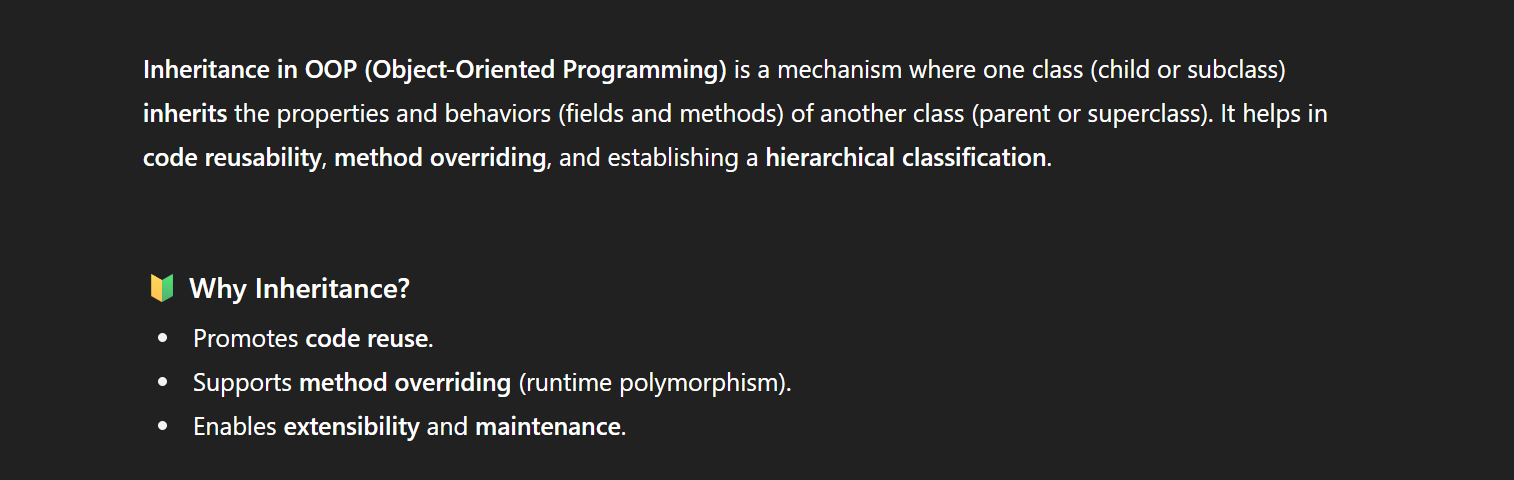 Inheritance in OOP (Object-Oriented Programming) is a mechanism where one class (child or subclass)
inherits the properties and behaviors (fields and methods) of another class (parent or superclass). It helps in
code reusability, method overriding, and establishing a hierarchical classification.
🔰 Why Inheritance?
• Promotes code reuse.
• Supports method overriding (runtime polymorphism).
• Enables extensibility and maintenance.